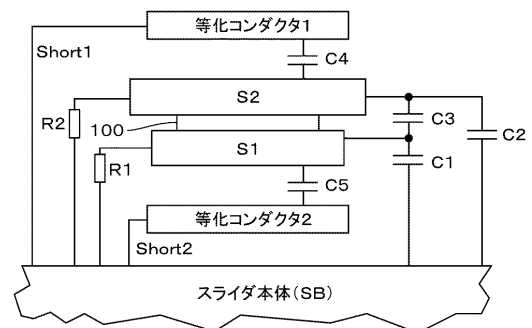 等化コンダクタ1
Short1
C4
S2
R2
100
C3
C2
S1
R1
C1
C5
等化コンダクタ2
Short2
スライダ本体(SB)